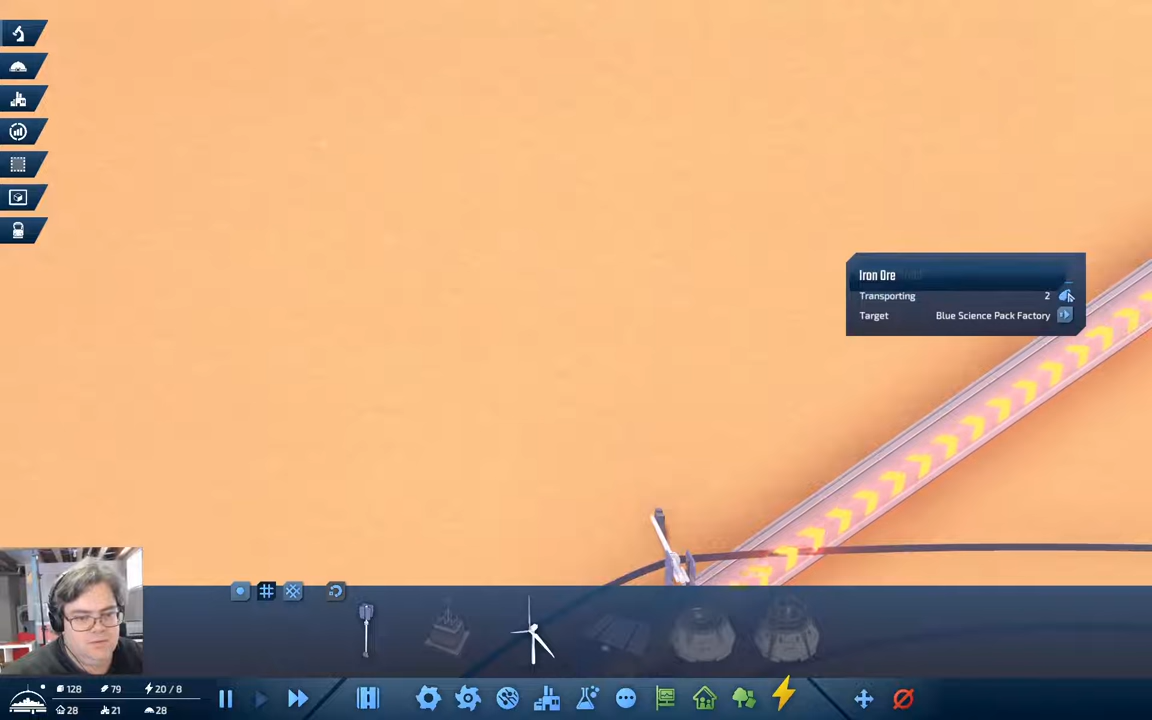 Iron Ore
Transporting 2
Target Blue Science Pack Factory
128 79 20 / 8
28 21 28